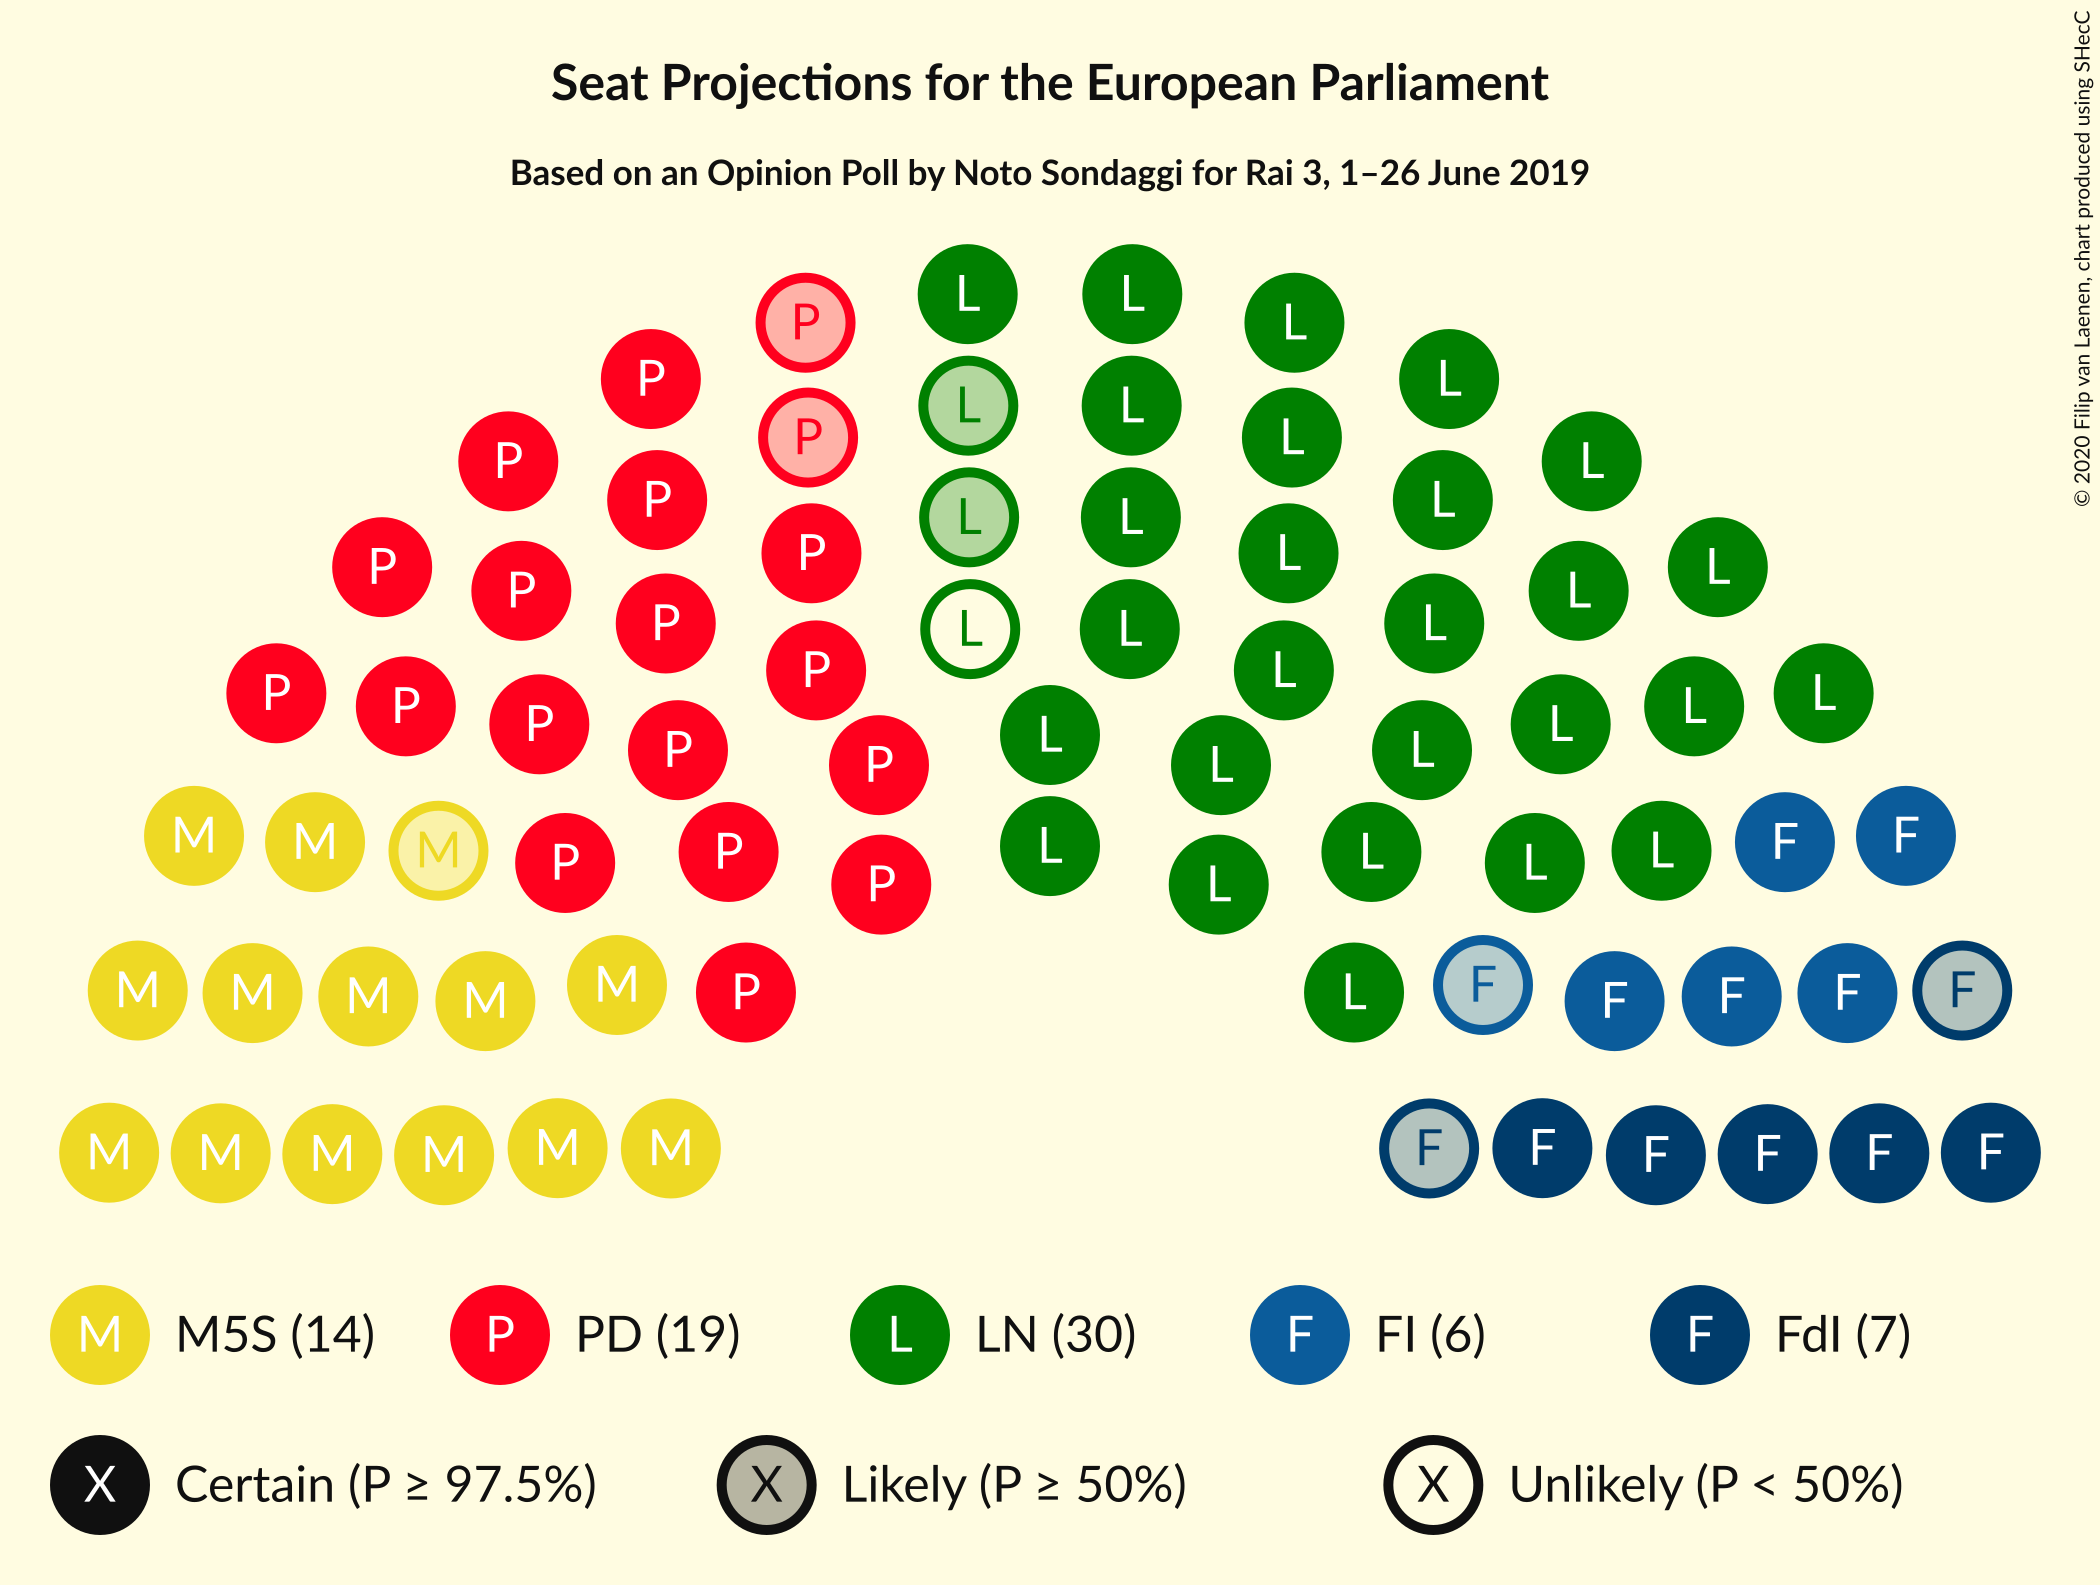 Seat Projections for the European Parliament
Based on an Opinion Poll by Noto Sondaggi for Rai 3, 1–26 June 2019
© 2020 Filip van Laenen, chart produced using SHecC
L L
P L
P L
L
P L
P L
P L
P L
L
P L
P L
P L
P L
P L
P L
L L
P L
P L
P L
P L
P L
P L
L
P L
P L
M M M P P P L L L L L F F
M M M M M P L F F F F F
M M M M M M F F F F F F
M M5S (14) P PD (19) L LN (30) F FI (6) F FdI (7)
X Certain (P ≥ 97.5%) X Likely (P ≥ 50%) X Unlikely (P < 50%)